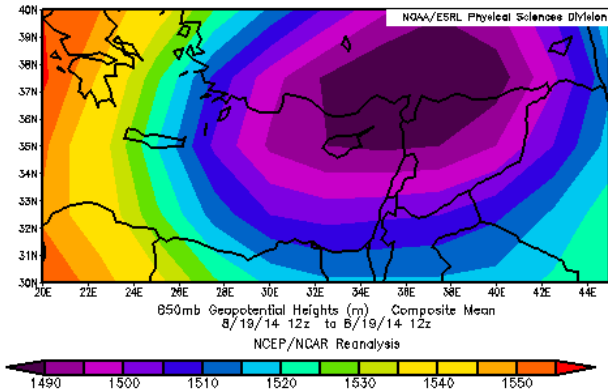 40N
NOAA/ESRL Physical Sciences Division
39N
38N
37N
36N
35N
34N
33N
32N
31N
30N
20E 22E 24E 26E 28E 30E 32E 34E 36E 38E 40E 42E 44E
850mb Geopotential Heights (m) Composite Mean
8/19/14 12z to 8/19/14 12z
NCEP/NCAR Reanalysis
1490 1500 1510 1520 1530 1540 1550